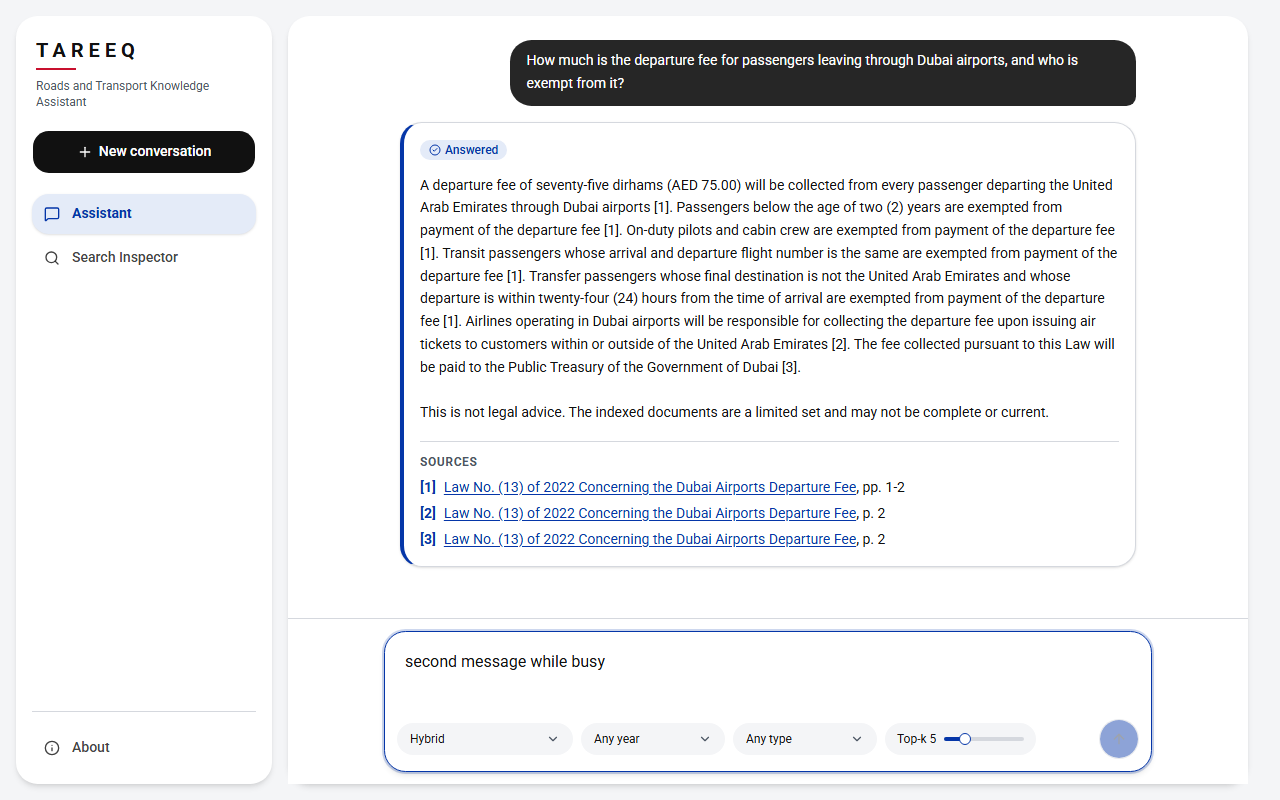 TAREEQ
Roads and Transport Knowledge
Assistant
New conversation
Assistant
Search Inspector
About
How much is the departure fee for passengers leaving through Dubai airports, and who is
exempt from it?
Answered
A departure fee of seventy-five dirhams (AED 75.00) will be collected from every passenger departing the United
Arab Emirates through Dubai airports [1]. Passengers below the age of two (2) years are exempted from
payment of the departure fee [1]. On-duty pilots and cabin crew are exempted from payment of the departure fee
[1]. Transit passengers whose arrival and departure flight number is the same are exempted from payment of the
departure fee [1]. Transfer passengers whose final destination is not the United Arab Emirates and whose
departure is within twenty-four (24) hours from the time of arrival are exempted from payment of the departure
fee [1]. Airlines operating in Dubai airports will be responsible for collecting the departure fee upon issuing air
tickets to customers within or outside of the United Arab Emirates [2]. The fee collected pursuant to this Law will
be paid to the Public Treasury of the Government of Dubai [3].
This is not legal advice. The indexed documents are a limited set and may not be complete or current.
SOURCES
[1] Law No. (13) of 2022 Concerning the Dubai Airports Departure Fee, pp. 1-2
[2] Law No. (13) of 2022 Concerning the Dubai Airports Departure Fee, p. 2
[3] Law No. (13) of 2022 Concerning the Dubai Airports Departure Fee, p. 2
second message while busy
Hybrid
Any year
Any type
Top-k 5